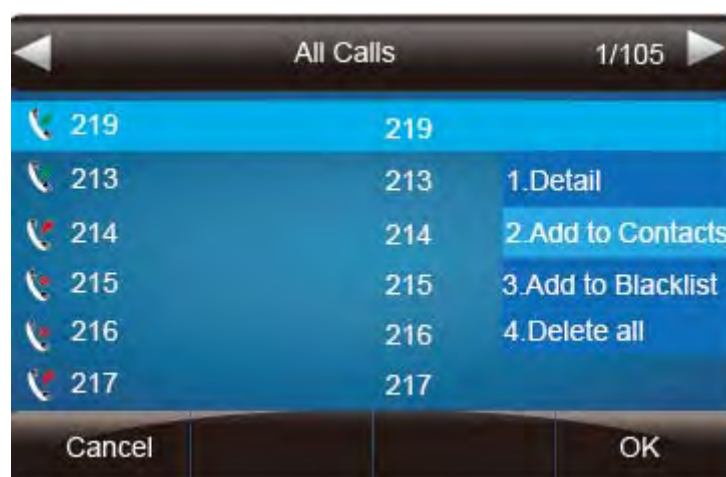 All Calls 1/105
219 219
213 213 1.Detail
214 214 2.Add to Contacts
215 215 3.Add to Blacklist
216 216 4.Delete all
217 217
Cancel OK